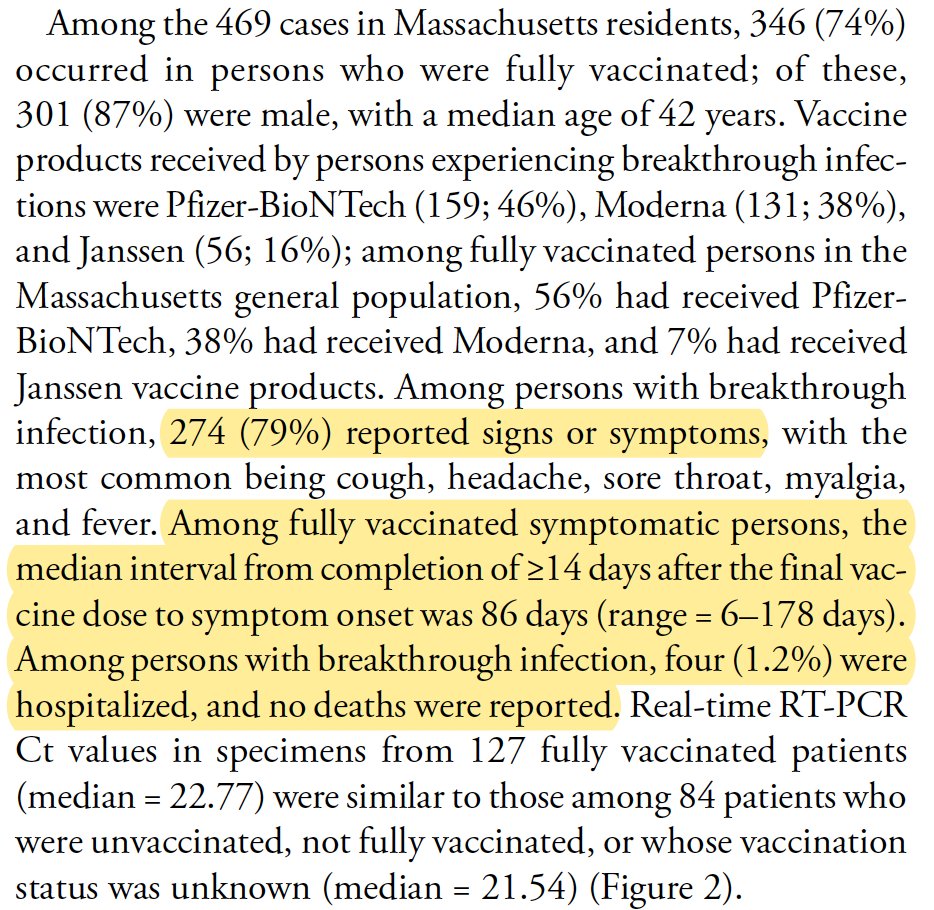 Among the 469 cases in Massachusetts residents, 346 (74%)
occurred in persons who were fully vaccinated; of these,
301 (87%) were male, with a median age of 42 years. Vaccine
products received by persons experiencing breakthrough infec-
tions were Pfizer-BioNTech (159; 46%), Moderna (131; 38%),
and Janssen (56; 16%); among fully vaccinated persons in the
Massachusetts general population, 56% had received Pfizer-
BioNTech, 38% had received Moderna, and 7% had received
Janssen vaccine products. Among persons with breakthrough
infection, 274 (79%) reported signs or symptoms, with the
most common being cough, headache, sore throat, myalgia,
and fever. Among fully vaccinated symptomatic persons, the
median interval from completion of ≥14 days after the final vac-
cine dose to symptom onset was 86 days (range = 6–178 days).
Among persons with breakthrough infection, four (1.2%) were
hospitalized, and no deaths were reported. Real-time RT-PCR
Ct values in specimens from 127 fully vaccinated patients
(median = 22.77) were similar to those among 84 patients who
were unvaccinated, not fully vaccinated, or whose vaccination
status was unknown (median = 21.54) (Figure 2).